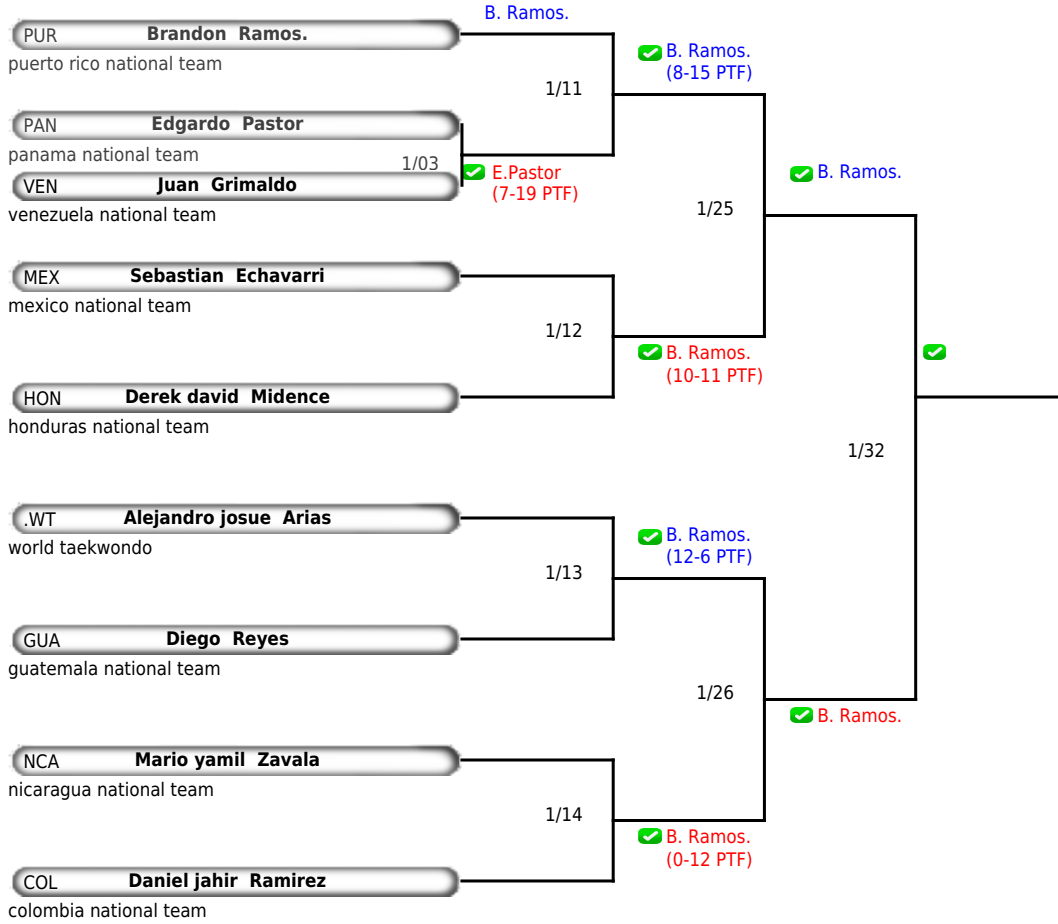 B. Ramos.
PUR Brandon Ramos.
puerto rico national team
B. Ramos.
(8-15 PTF)
1/11
PAN Edgardo Pastor
panama national team
1/03
E.Pastor
(7-19 PTF)
VEN Juan Grimaldo
venezuela national team
B. Ramos.
1/25
MEX Sebastian Echavarri
mexico national team
1/12
B. Ramos.
(10-11 PTF)
HON Derek david Midence
honduras national team
1/32
.WT Alejandro josue Arias
world taekwondo
B. Ramos.
(12-6 PTF)
1/13
GUA Diego Reyes
guatemala national team
1/26
B. Ramos.
NCA Mario yamil Zavala
nicaragua national team
1/14
B. Ramos.
(0-12 PTF)
COL Daniel jahir Ramirez
colombia national team